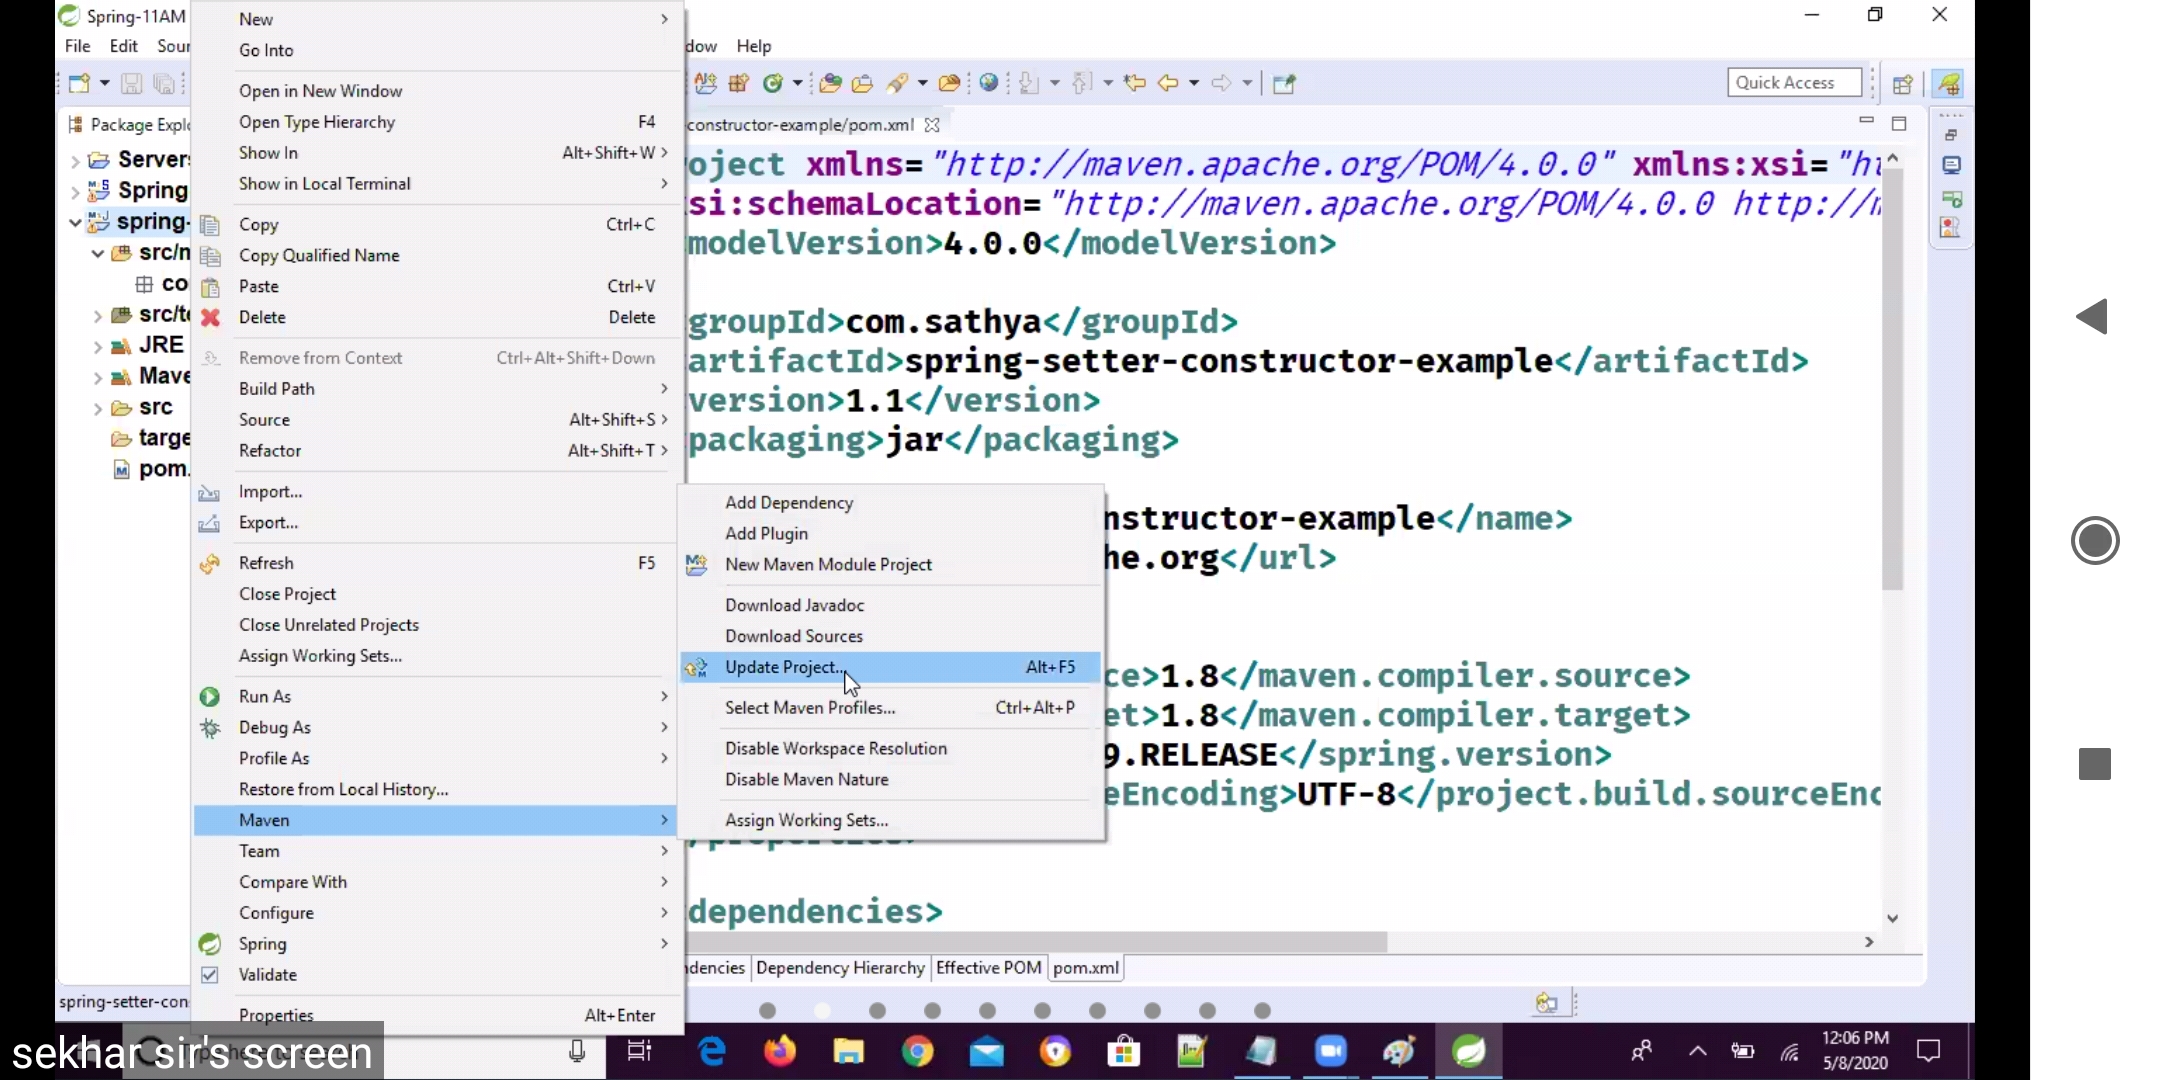 Spring-11AM
File Edit Sour
dow Help
Quick Access
Package Explo
constructor-example/pom.xml
Servers
Spring
spring-
src/m
co
src/te
JRE
Mave
src
targe
pom.
New
Go Into
Open in New Window
Open Type Hierarchy F4
Show In Alt+Shift+W
Show in Local Terminal
Copy Ctrl+C
Copy Qualified Name
Paste Ctrl+V
Delete Delete
Remove from Context Ctrl+Alt+Shift+Down
Build Path
Source Alt+Shift+S
Refactor Alt+Shift+T
Import...
Export...
Refresh F5
Close Project
Close Unrelated Projects
Assign Working Sets...
Run As
Debug As
Profile As
Restore from Local History...
Maven
Team
Compare With
Configure
Spring
Validate
Properties Alt+Enter
Add Dependency
Add Plugin
New Maven Module Project
Download Javadoc
Download Sources
Update Project... Alt+F5
Select Maven Profiles... Ctrl+Alt+P
Disable Workspace Resolution
Disable Maven Nature
Assign Working Sets...
oject xmlns="http://maven.apache.org/POM/4.0.0" xmlns:xsi="ht
si:schemaLocation="http://maven.apache.org/POM/4.0.0 http://m
modelVersion>4.0.0</modelVersion>
groupId>com.sathya</groupId>
artifactId>spring-setter-constructor-example</artifactId>
version>1.1</version>
packaging>jar</packaging>
nstructor-example</name>
he.org</url>
ce>1.8</maven.compiler.source>
et>1.8</maven.compiler.target>
9.RELEASE</spring.version>
eEncoding>UTF-8</project.build.sourceEnc
/properties>
dependencies>
ndencies Dependency Hierarchy Effective POM pom.xml
spring-setter-con
Type here to search
sekhar sir's screen
12:06 PM
5/8/2020